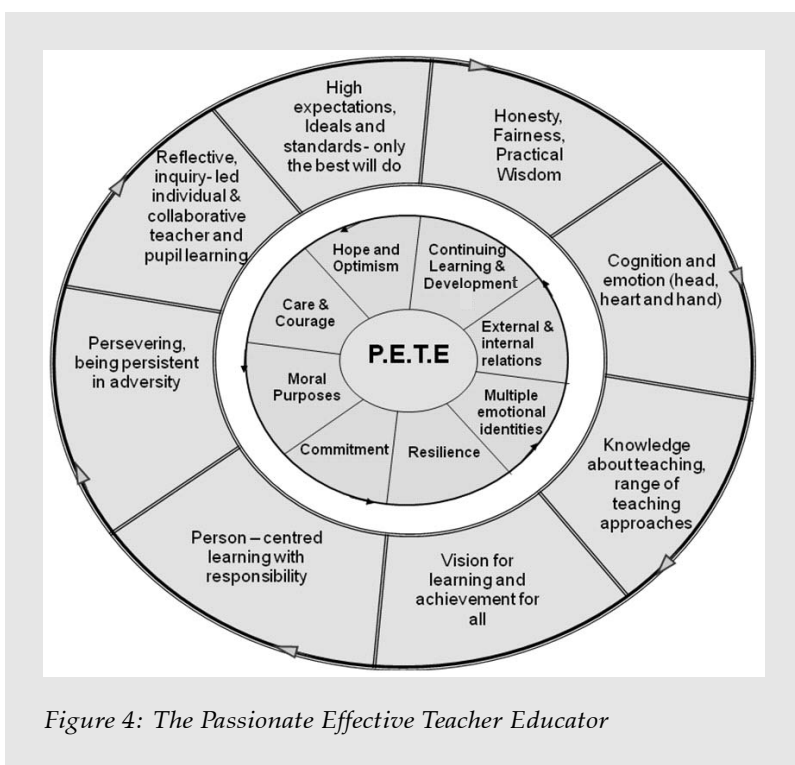 High
expectations,
Ideals and
standards- only
the best will do
Honesty,
Fairness,
Practical
Wisdom
Cognition and
emotion (head,
heart and hand)
Knowledge
about teaching,
range of
teaching
approaches
Vision for
learning and
achievement for
all
Person – centred
learning with
responsibility
Persevering,
being persistent
in adversity
Reflective,
inquiry- led
individual &
collaborative
teacher and
pupil learning
Hope and
Optimism
Continuing
Learning &
Development
External &
internal
relations
Multiple
emotional
identities
Resilience
Commitment
Moral
Purposes
Care &
Courage
P.E.T.E
Figure 4: The Passionate Effective Teacher Educator